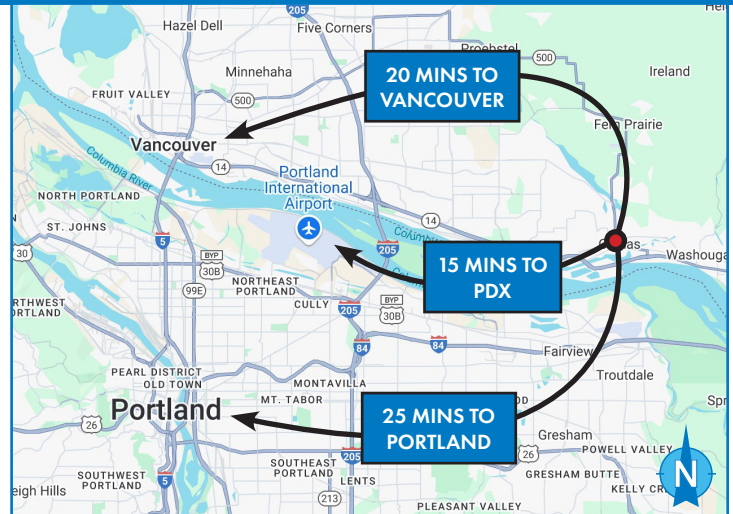 205
Hazel Dell
Five Corners
Proebstel
500
Minnehaha
20 MINS TO
VANCOUVER
Ireland
FRUIT VALLEY
500
Fern Prairie
Vancouver
14
Columbia River
Portland
International
Airport
NORTH PORTLAND
ST. JOHNS
5
14
205
30
BYP
30B
15 MINS TO
PDX
99E
NORTHEAST
PORTLAND
CULLY
205
BYP
30B
84
84
Fairview
PEARL DISTRICT
OLD TOWN
MONTAVILLA
Troutdale
MT. TABOR
Portland
26
25 MINS TO
PORTLAND
Gresham
POWELL VALLEY
26
205
SOUTHEAST
PORTLAND
LENTS
SOUTHWEST
PORTLAND
5
GRESHAM BUTTE
N
213
PLEASANT VALLEY